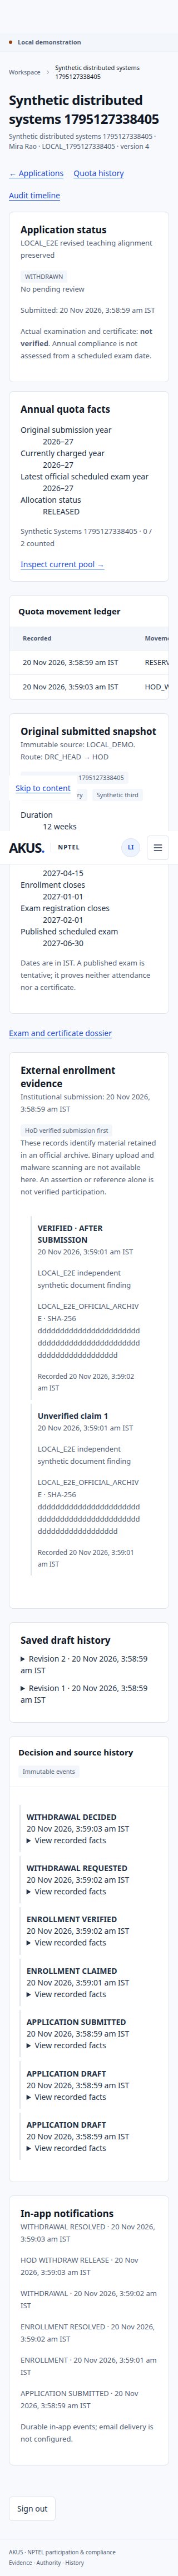 Local demonstration
Workspace › Synthetic distributed systems
1795127338405
Synthetic distributed
systems 1795127338405
Synthetic distributed systems 1795127338405 ·
Mira Rao · LOCAL_1795127338405 · version 4
← Applications Quota history
Audit timeline
Application status
LOCAL_E2E revised teaching alignment
preserved
WITHDRAWN
No pending review
Submitted: 20 Nov 2026, 3:58:59 am IST
Actual examination and certificate: not
verified. Annual compliance is not
assessed from a scheduled exam date.
Annual quota facts
Original submission year
2026–27
Currently charged year
2026–27
Latest official scheduled exam year
2026–27
Allocation status
RELEASED
Synthetic Systems 1795127338405 · 0 /
2 counted
Inspect current pool →
Quota movement ledger
Recorded Moveme
20 Nov 2026, 3:58:59 am IST RESERV
20 Nov 2026, 3:59:03 am IST HOD_W
Original submitted snapshot
Immutable source: LOCAL_DEMO.
Route: DRC_HEAD → HOD
1795127338405
Skip to content
ry Synthetic third
Duration
12 weeks
AKUS. NPTEL LI
2027-04-15
Enrollment closes
2027-01-01
Exam registration closes
2027-02-01
Published scheduled exam
2027-06-30
Dates are in IST. A published exam is
tentative; it proves neither attendance
nor a certificate.
Exam and certificate dossier
External enrollment
evidence
Institutional submission: 20 Nov 2026,
3:58:59 am IST
HoD verified submission first
These records identify material retained
in an official archive. Binary upload and
malware scanning are not available
here. An assertion or reference alone is
not verified participation.
VERIFIED · AFTER
SUBMISSION
20 Nov 2026, 3:59:01 am IST
LOCAL_E2E independent
synthetic document finding
LOCAL_E2E_OFFICIAL_ARCHIV
E · SHA-256
ddddddddddddddddddddddd
ddddddddddddddddddddddd
dddddddddddddddddd
Recorded 20 Nov 2026, 3:59:02
am IST
Unverified claim 1
20 Nov 2026, 3:59:01 am IST
LOCAL_E2E independent
synthetic document finding
LOCAL_E2E_OFFICIAL_ARCHIV
E · SHA-256
ddddddddddddddddddddddd
ddddddddddddddddddddddd
dddddddddddddddddd
Recorded 20 Nov 2026, 3:59:01
am IST
Saved draft history
▶ Revision 2 · 20 Nov 2026, 3:58:59
am IST
▶ Revision 1 · 20 Nov 2026, 3:58:59
am IST
Decision and source history
Immutable events
WITHDRAWAL DECIDED
20 Nov 2026, 3:59:03 am IST
▶ View recorded facts
WITHDRAWAL REQUESTED
20 Nov 2026, 3:59:02 am IST
▶ View recorded facts
ENROLLMENT VERIFIED
20 Nov 2026, 3:59:02 am IST
▶ View recorded facts
ENROLLMENT CLAIMED
20 Nov 2026, 3:59:01 am IST
▶ View recorded facts
APPLICATION SUBMITTED
20 Nov 2026, 3:58:59 am IST
▶ View recorded facts
APPLICATION DRAFT
20 Nov 2026, 3:58:59 am IST
▶ View recorded facts
APPLICATION DRAFT
20 Nov 2026, 3:58:59 am IST
▶ View recorded facts
In-app notifications
WITHDRAWAL RESOLVED · 20 Nov 2026,
3:59:03 am IST
HOD WITHDRAW RELEASE · 20 Nov
2026, 3:59:03 am IST
WITHDRAWAL · 20 Nov 2026, 3:59:02 am
IST
ENROLLMENT RESOLVED · 20 Nov 2026,
3:59:02 am IST
ENROLLMENT · 20 Nov 2026, 3:59:01 am
IST
APPLICATION SUBMITTED · 20 Nov
2026, 3:58:59 am IST
Durable in-app events; email delivery is
not configured.
Sign out
AKUS · NPTEL participation & compliance
Evidence · Authority · History